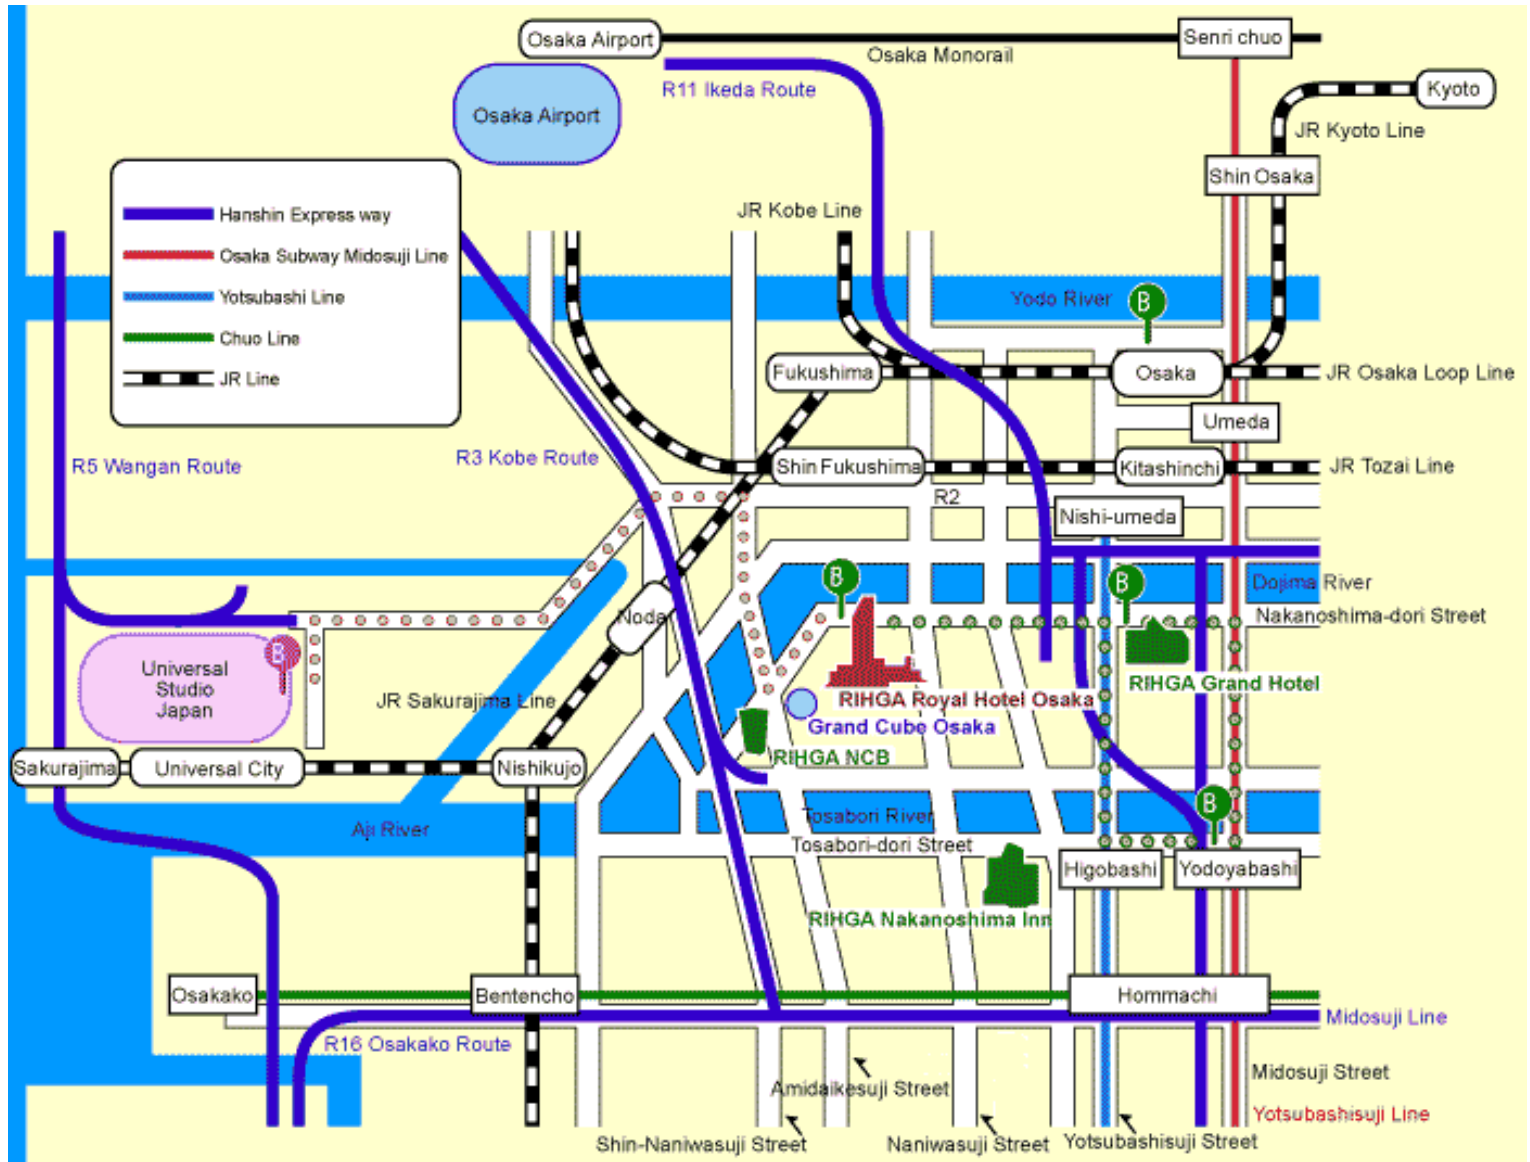 Osaka Airport
Senri chuo
Osaka Monorail
R11 Ikeda Route
Kyoto
Osaka Airport
JR Kyoto Line
Shin Osaka
Hanshin Express way
JR Kobe Line
Osaka Subway Midosuji Line
Yotsubashi Line
Yodo River
B
Chuo Line
JR Line
Fukushima
Osaka
JR Osaka Loop Line
Umeda
R5 Wangan Route
R3 Kobe Route
Shin Fukushima
Kitashinchi
JR Tozai Line
R2
Nishi-umeda
B
B
Dojima River
Noda
Nakanoshima-dori Street
B
Universal
Studio
Japan
RIHGA Grand Hotel
JR Sakurajima Line
RIHGA Royal Hotel Osaka
Grand Cube Osaka
RIHGA NCB
Sakurajima
Universal City
Nishikujo
B
Tosabori River
Aji River
Tosabori-dori Street
Higobashi
Yodoyabashi
RIHGA Nakanoshima Inn
Osakako
Bentencho
Hommachi
Midosuji Line
R16 Osakako Route
Midosuji Street
Amidaikesuji Street
Yotsubashisuji Line
Shin-Naniwasuji Street
Naniwasuji Street
Yotsubashisuji Street